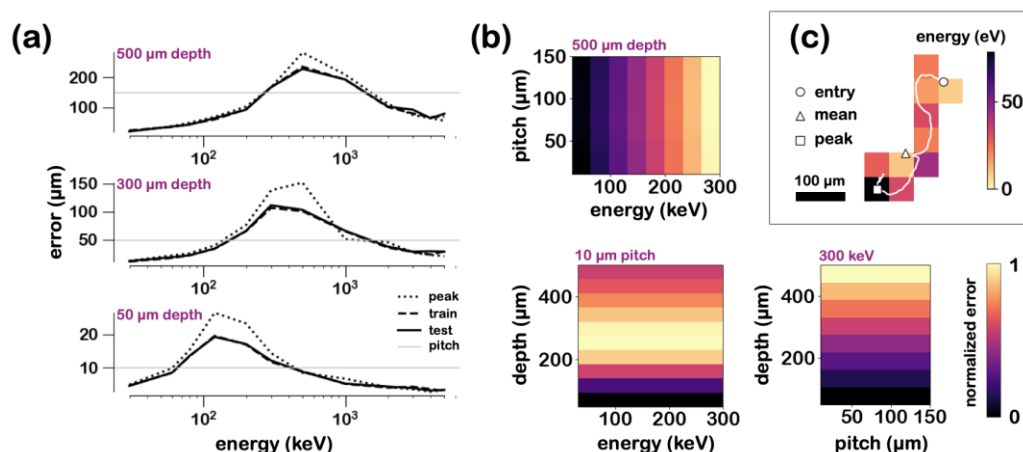 (a)
500 µm depth
200
100
10²
10³
300 µm depth
150
100
50
error (µm)
10²
10³
50 µm depth
20
10
peak
train
test
pitch
10²
10³
energy (keV)
(b)
500 µm depth
pitch (µm)
150
100
50
100
200
300
energy (keV)
10 µm pitch
depth (µm)
400
200
100
200
300
energy (keV)
(c)
energy (eV)
50
0
entry
mean
peak
100 µm
300 keV
depth (µm)
400
200
50
100
150
pitch (µm)
1
0
normalized error